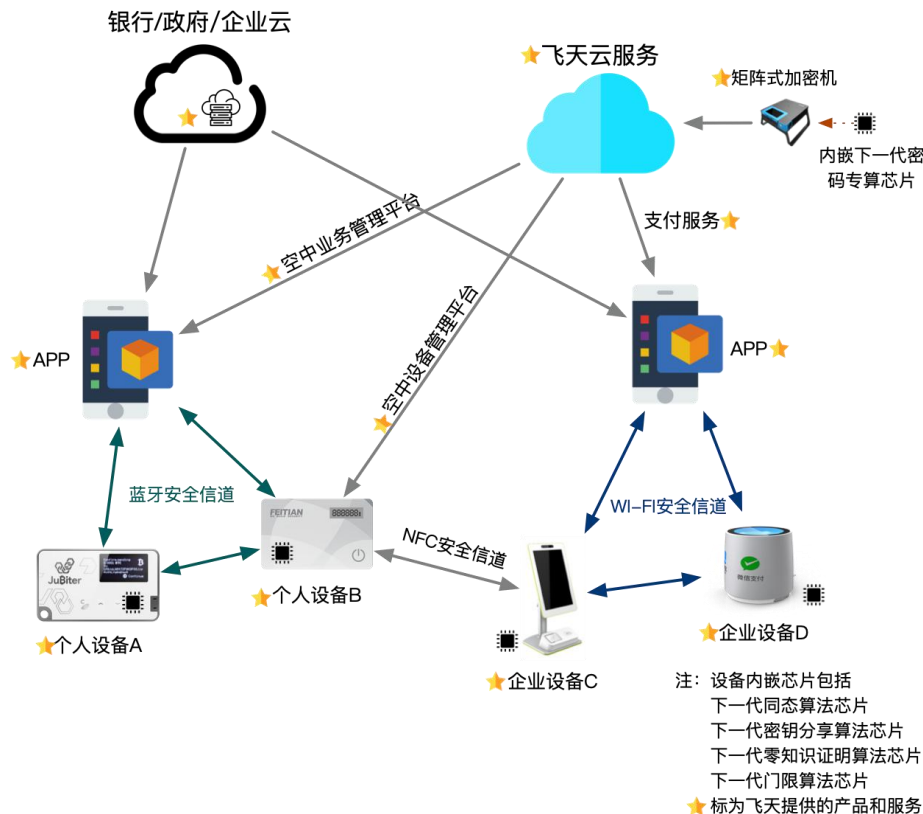 银行/政府/企业云
飞天云服务
矩阵式加密机
内嵌下一代密
码专算芯片
支付服务
空中业务管理平台
空中设备管理平台
APP
APP
蓝牙安全信道
WI-FI安全信道
NFC安全信道
FEITIAN
JuBiter
微信支付
个人设备A
个人设备B
企业设备C
企业设备D
注：设备内嵌芯片包括
下一代同态算法芯片
下一代密钥分享算法芯片
下一代零知识证明算法芯片
下一代门限算法芯片
标为飞天提供的产品和服务